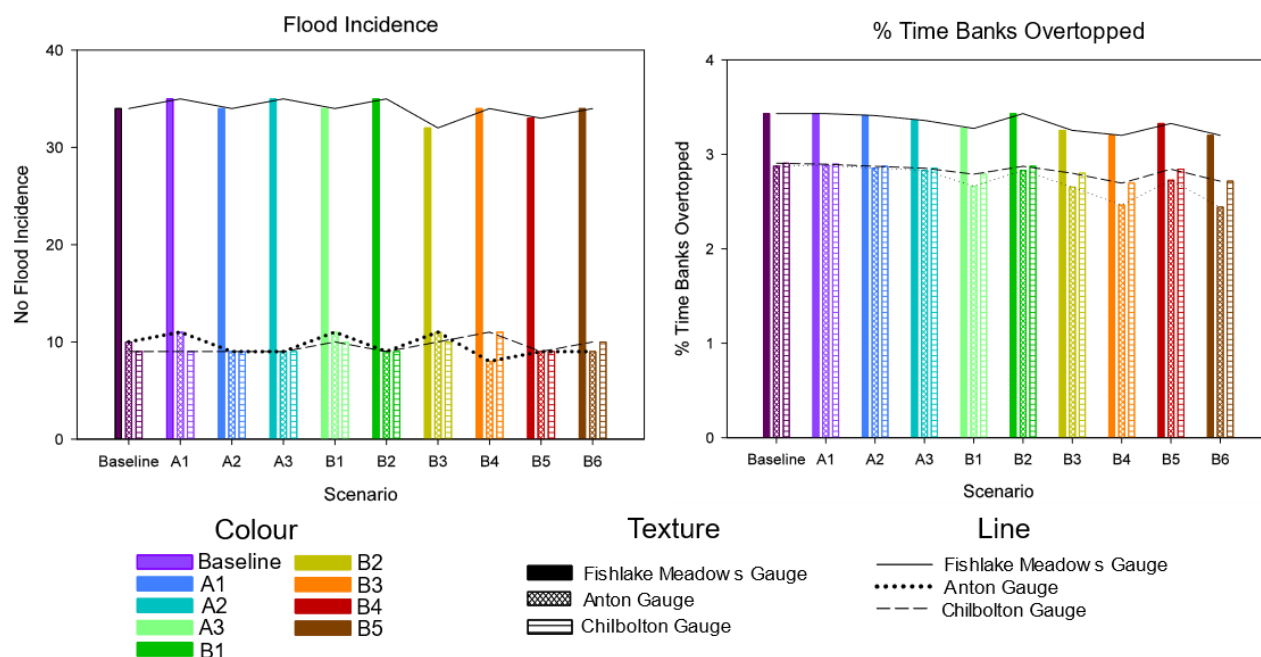 Flood Incidence
40
30
20
10
0
No Flood Incidence
Baseline A1 A2 A3 B1 B2 B3 B4 B5 B6
Scenario
% Time Banks Overtopped
4
3
2
1
0
% Time Banks Overtopped
Baseline A1 A2 A3 B1 B2 B3 B4 B5 B6
Scenario
Colour
Baseline
A1
A2
A3
B1
B2
B3
B4
B5
Texture
Fishlake Meadows Gauge
Anton Gauge
Chilbolton Gauge
Line
Fishlake Meadows Gauge
Anton Gauge
Chilbolton Gauge